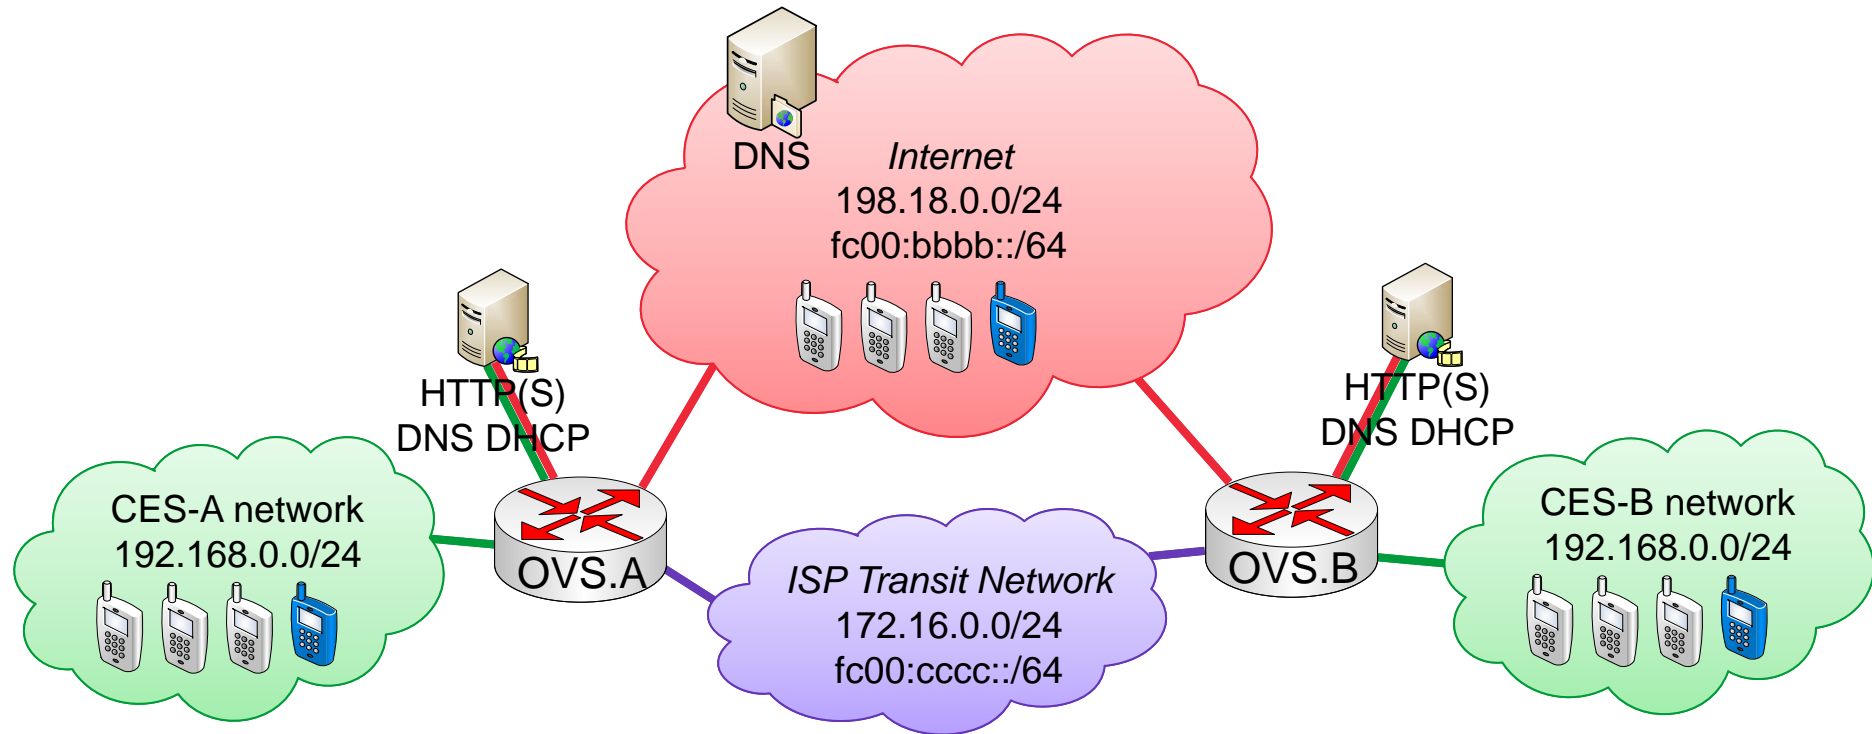 DNS
Internet
198.18.0.0/24
fc00:bbbb::/64
HTTP(S)
DNS DHCP
HTTP(S)
DNS DHCP
CES-A network
192.168.0.0/24
OVS.A
ISP Transit Network
172.16.0.0/24
fc00:cccc::/64
OVS.B
CES-B network
192.168.0.0/24